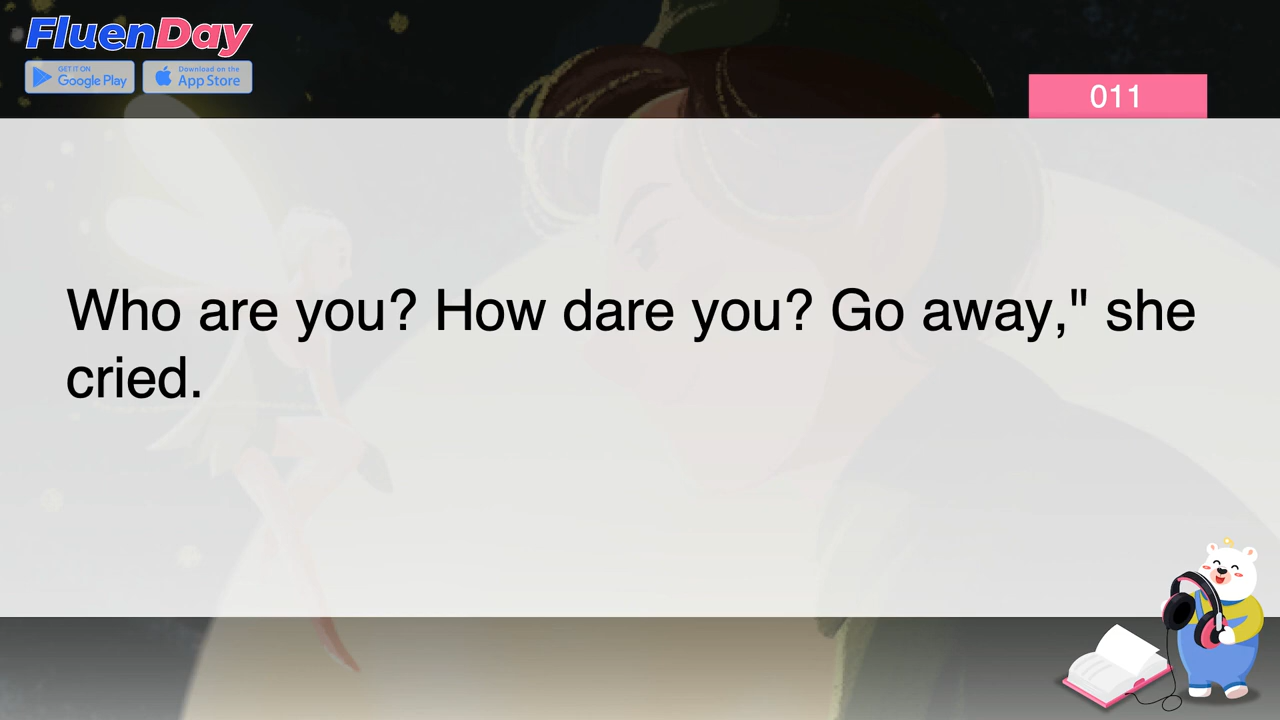 FluenDay
GET IT ON
Google Play
Download on the
App Store
011
Who are you? How dare you? Go away," she
cried.